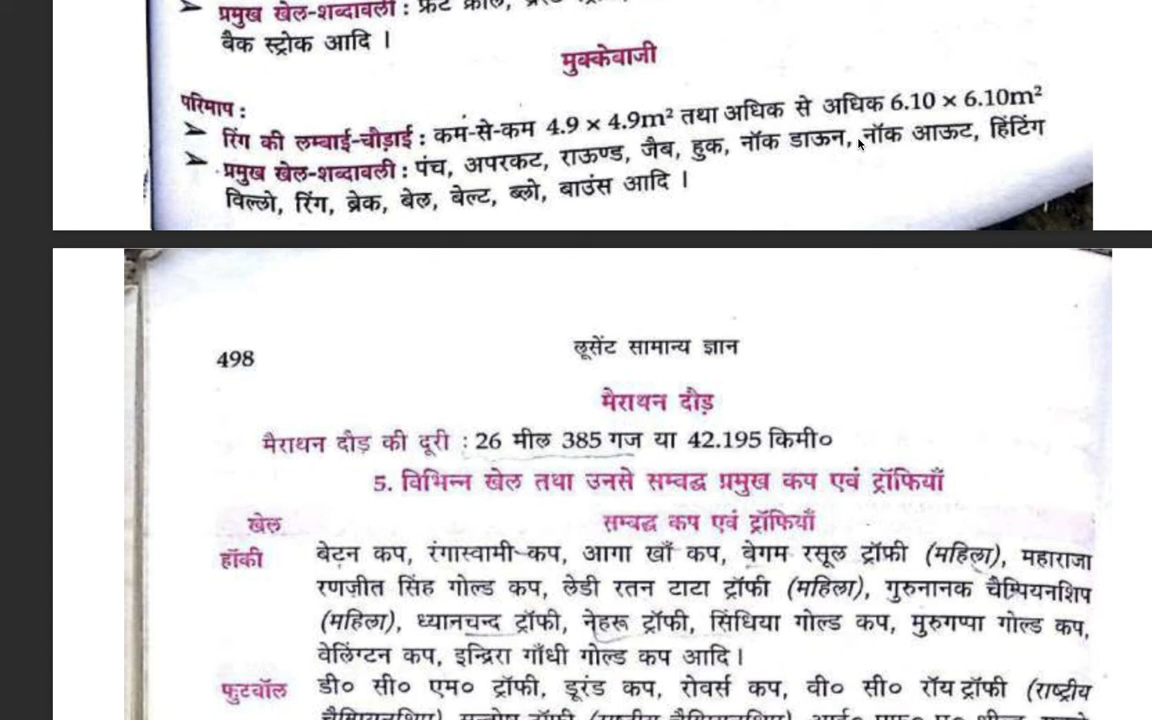 प्रमुख खेल-शब्दावली :
बैक स्ट्रोक आदि ।
मुक्केबाजी
परिमाप :
➤ रिंग की लम्बाई-चौड़ाई : कम-से-कम 4.9 × 4.9m² तथा अधिक से अधिक 6.10 × 6.10m²
➤ प्रमुख खेल-शब्दावली : पंच, अपरकट, राऊण्ड, जैब, हुक, नॉक डाऊन, नॉक आऊट, हिटिंग
विल्लो, रिंग, ब्रेक, बेल, बेल्ट, ब्लो, बाउंस आदि ।
498 लूसेंट सामान्य ज्ञान
मैराथन दौड़
मैराथन दौड़ की दूरी : 26 मील 385 गज या 42.195 किमी०
5. विभिन्न खेल तथा उनसे सम्बद्ध प्रमुख कप एवं ट्रॉफियाँ
खेल सम्बद्ध कप एवं ट्रॉफियाँ
हॉकी बेटन कप, रंगास्वामी कप, आगा खाँ कप, बेगम रसूल ट्रॉफी (महिला), महाराजा
रणजीत सिंह गोल्ड कप, लेडी रतन टाटा ट्रॉफी (महिला), गुरुनानक चैम्पियनशिप
(महिला), ध्यानचन्द ट्रॉफी, नेहरू ट्रॉफी, सिंधिया गोल्ड कप, मुरुगप्पा गोल्ड कप,
वेलिंग्टन कप, इन्दिरा गाँधी गोल्ड कप आदि ।
फुटबॉल डी० सी० एम० ट्रॉफी, डूरंड कप, रोवर्स कप, वी० सी० रॉय ट्रॉफी (राष्ट्रीय